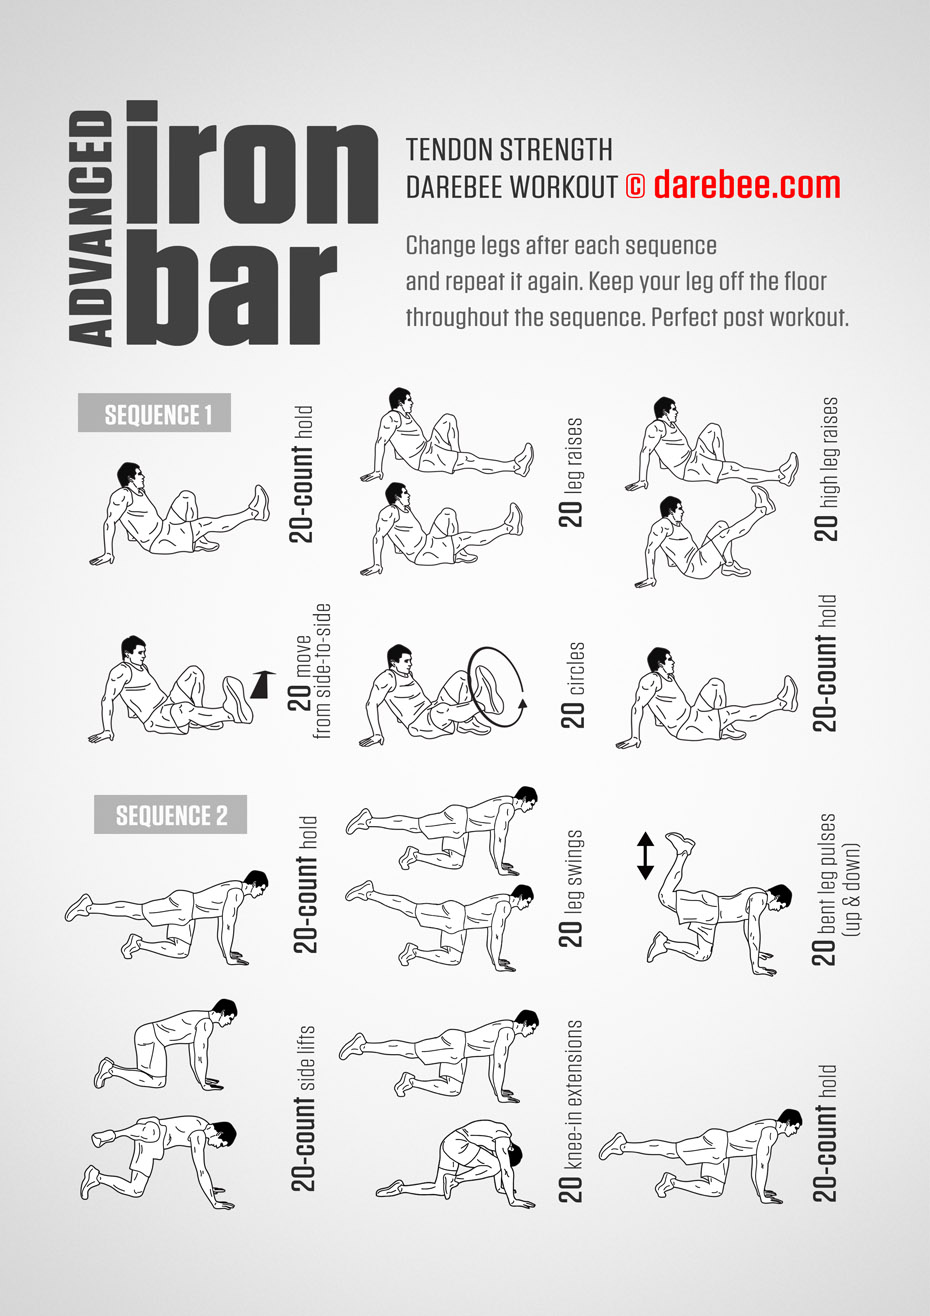 ADVANCED
iron
bar
TENDON STRENGTH
DAREBEE WORKOUT © darebee.com
Change legs after each sequence
and repeat it again. Keep your leg off the floor
throughout the sequence. Perfect post workout.
SEQUENCE 1
20-count hold
20 leg raises
20 high leg raises
20 move
from side-to-side
20 circles
20-count hold
SEQUENCE 2
20-count hold
20 leg swings
20 bent leg pulses
(up & down)
20-count side lifts
20 knee-in extensions
20-count hold